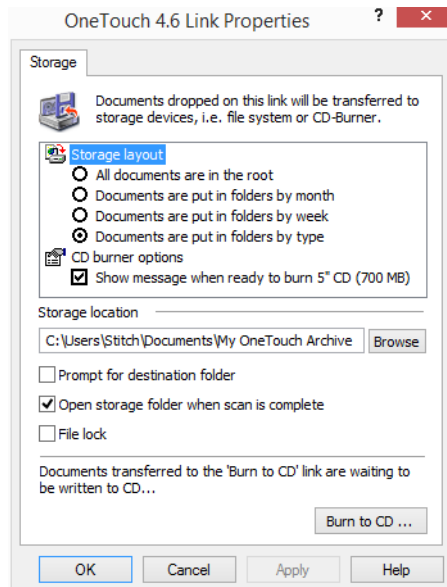 OneTouch 4.6 Link Properties
?
Storage
Documents dropped on this link will be transferred to
storage devices, i.e. file system or CD-Burner.
Storage layout
All documents are in the root
Documents are put in folders by month
Documents are put in folders by week
Documents are put in folders by type
CD burner options
Show message when ready to burn 5" CD (700 MB)
Storage location
C:\Users\Stitch\Documents\My OneTouch Archive
Browse
Prompt for destination folder
Open storage folder when scan is complete
File lock
Documents transferred to the 'Burn to CD' link are waiting to
be written to CD...
Burn to CD ...
OK Cancel Apply Help